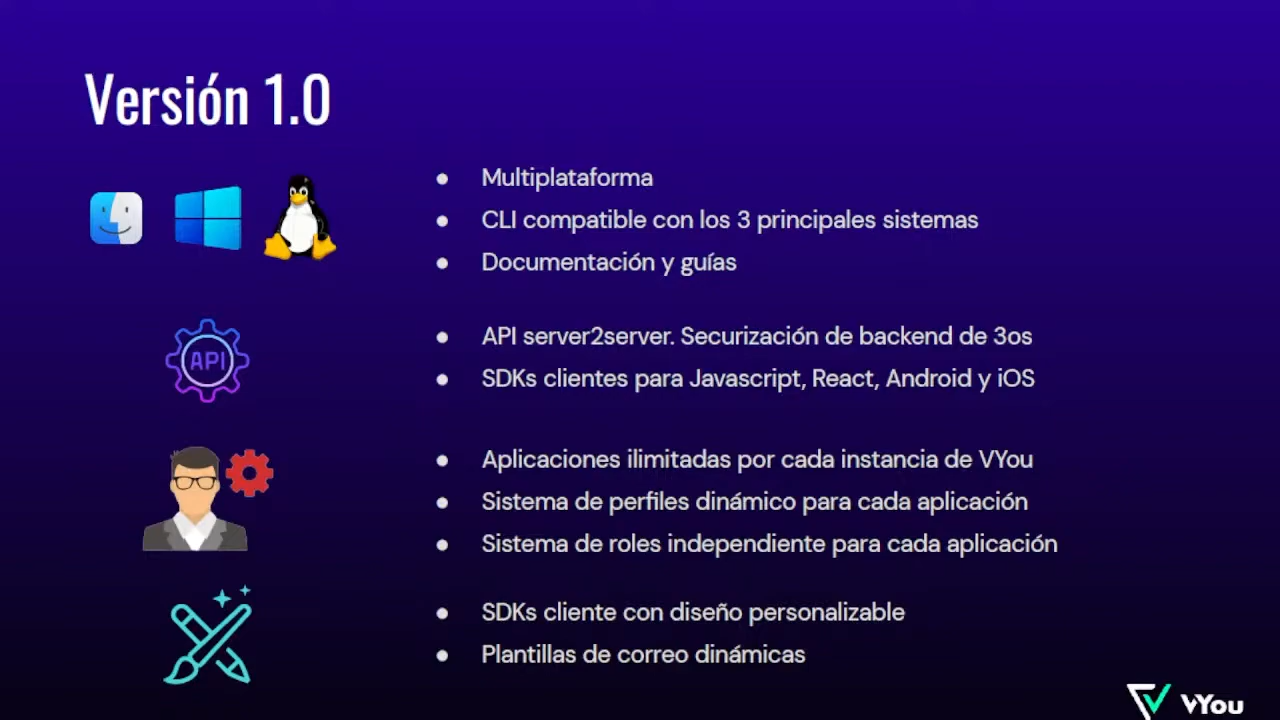 Versión 1.0
Multiplataforma
CLI compatible con los 3 principales sistemas
Documentación y guías
API
API server2server. Securización de backend de 3os
SDKs clientes para Javascript, React, Android y iOS
Aplicaciones ilimitadas por cada instancia de VYou
Sistema de perfiles dinámico para cada aplicación
Sistema de roles independiente para cada aplicación
SDKs cliente con diseño personalizable
Plantillas de correo dinámicas
VYou